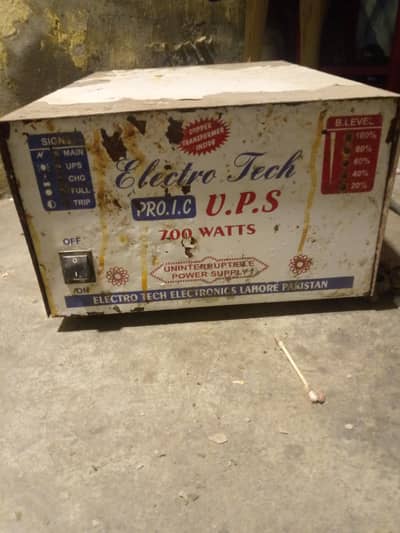 SIGN
MAIN
UPS
CHG
FULL
TRIP
COPPER
TRANSFORMER
INSIDE
B.LEVEL
100%
80%
60%
40%
20%
Electro Tech
PRO.I.C U.P.S
700 WATTS
OFF
/ON
UNINTERRUPTIBLE
POWER SUPPLY
ELECTRO TECH ELECTRONICS LAHORE PAKISTAN